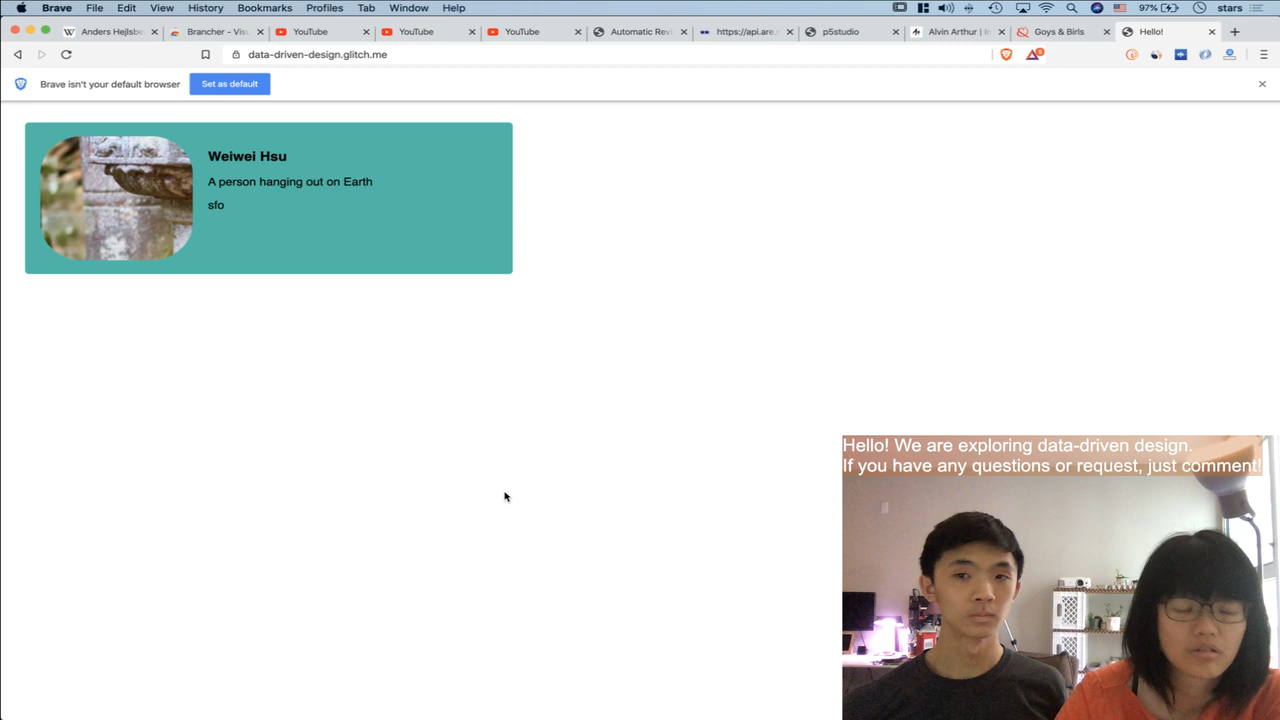 Brave File Edit View History Bookmarks Profiles Tab Window Help 97% stars
Anders Hejlsbe Brancher - Visu YouTube YouTube YouTube Automatic Rev https://api.are.n p5studio Alvin Arthur | In Goys & Birls Hello!
data-driven-design.glitch.me
Brave isn't your default browser Set as default
Weiwei Hsu
A person hanging out on Earth
sfo
Hello! We are exploring data-driven design.
If you have any questions or request, just comment!